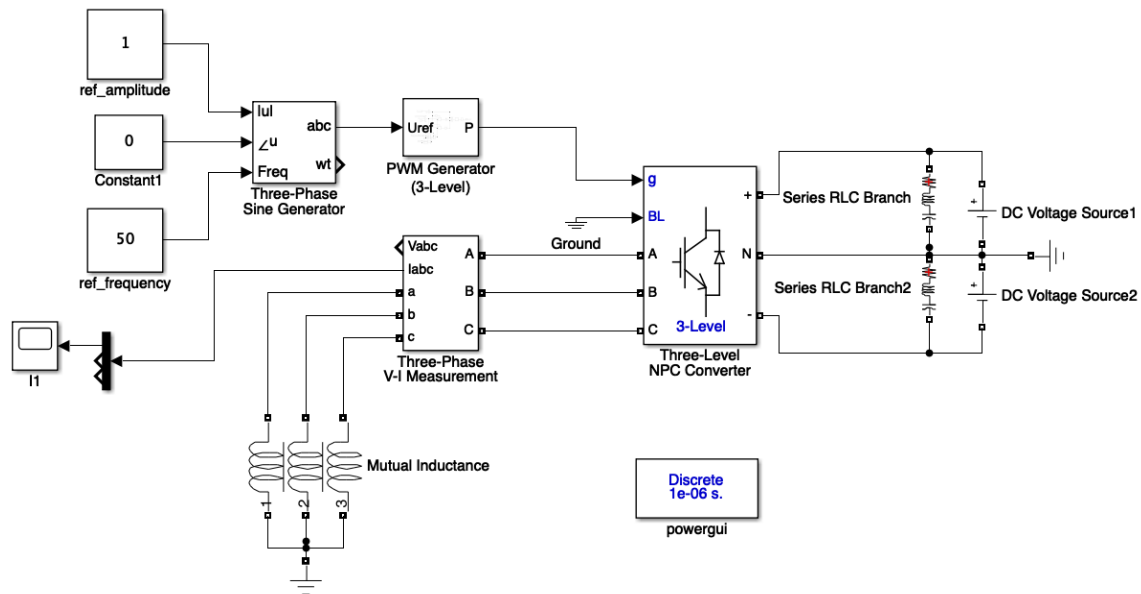 1
ref_amplitude
0
Constant1
50
ref_frequency
|u|
∠u
Freq
abc
wt
Three-Phase
Sine Generator
Uref
P
PWM Generator
(3-Level)
g
BL
A
B
C
+
N
-
3-Level
Three-Level
NPC Converter
Ground
Vabc
Iabc
a
b
c
A
B
C
Three-Phase
V-I Measurement
I1
1
2
3
Mutual Inductance
Series RLC Branch
+
DC Voltage Source1
Series RLC Branch2
+
DC Voltage Source2
Discrete
1e-06 s.
powergui